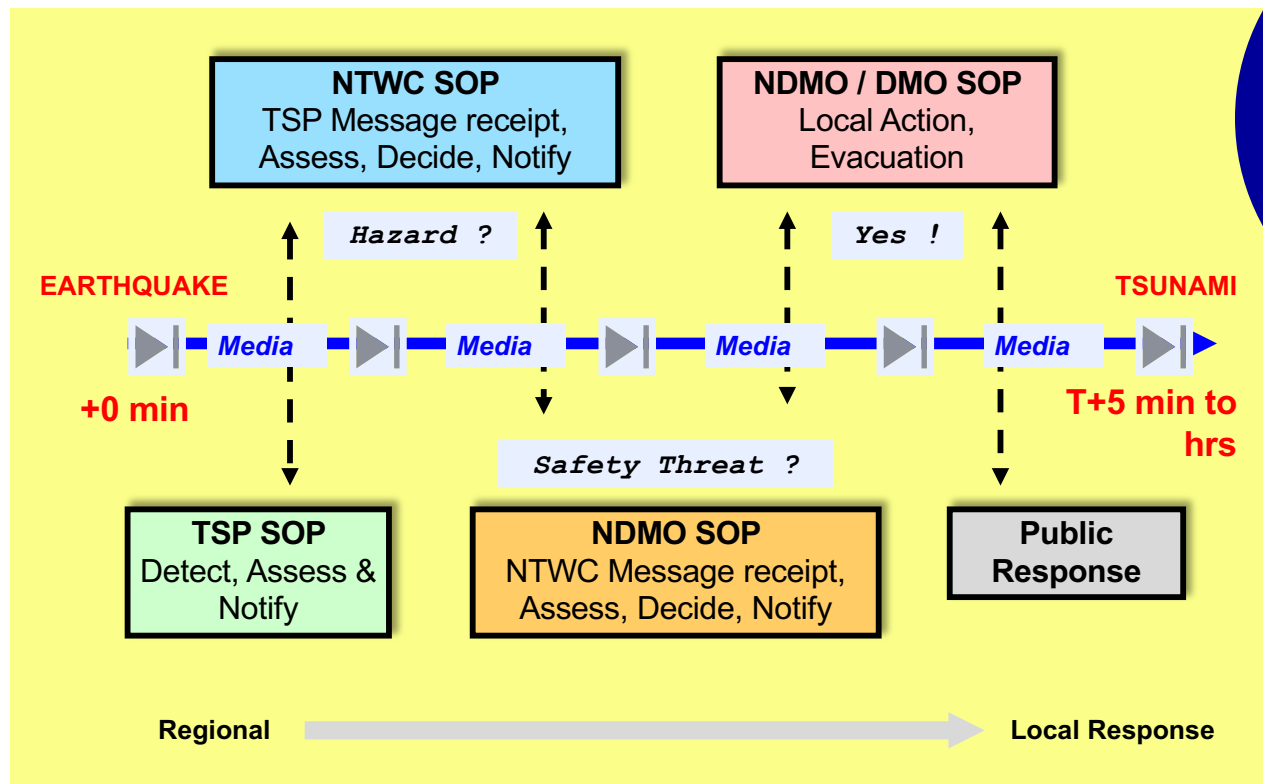 NTWC SOP
TSP Message receipt,
Assess, Decide, Notify
NDMO / DMO SOP
Local Action,
Evacuation
Hazard ?
Yes !
EARTHQUAKE
TSUNAMI
Media
Media
Media
Media
+0 min
T+5 min to
hrs
Safety Threat ?
TSP SOP
Detect, Assess &
Notify
NDMO SOP
NTWC Message receipt,
Assess, Decide, Notify
Public
Response
Regional
Local Response